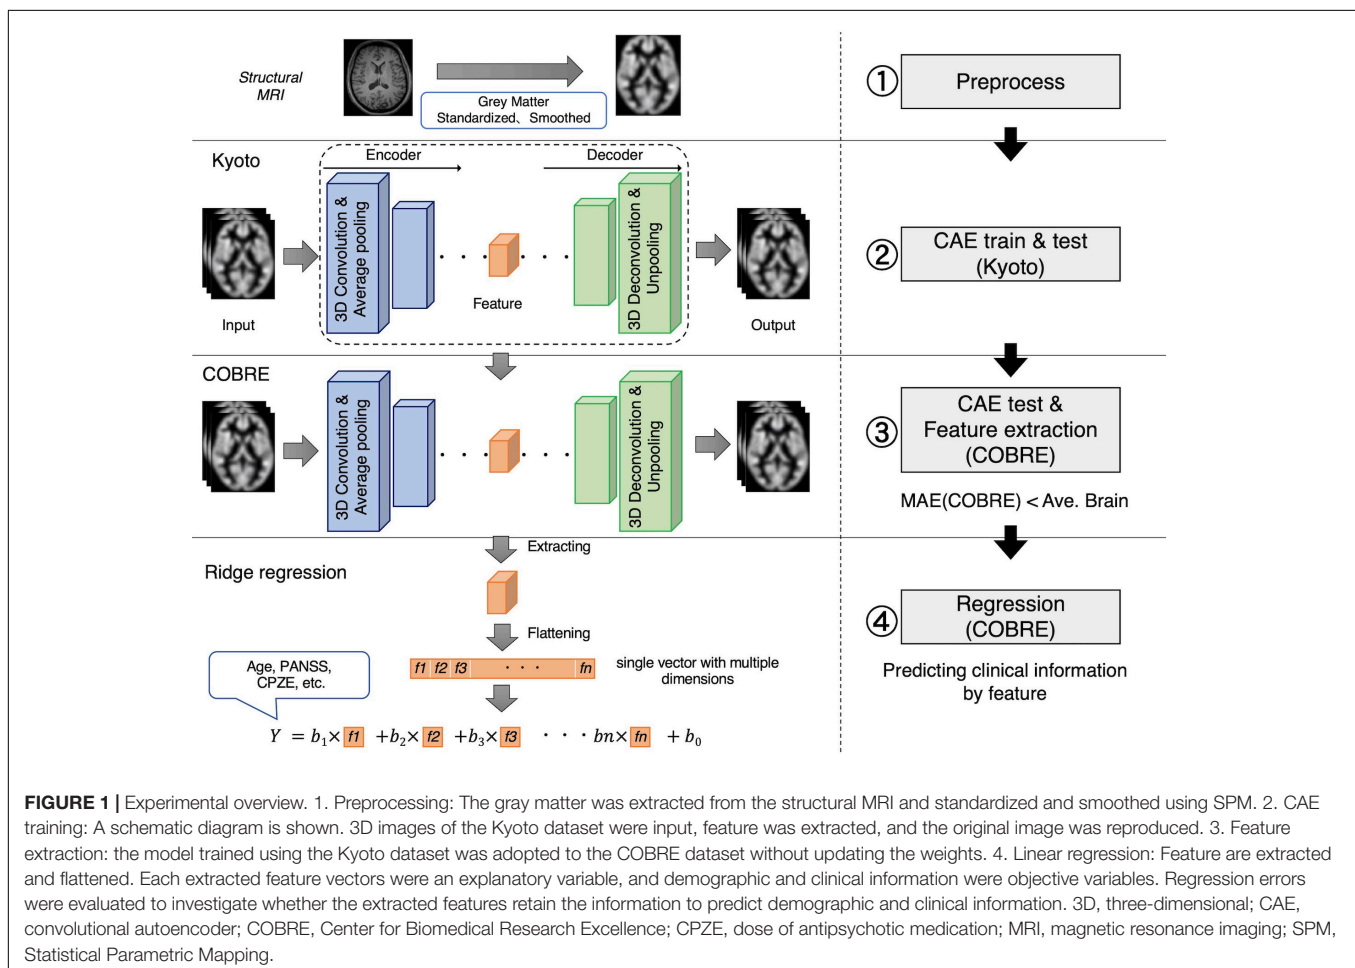 Structural
MRI
Grey Matter
Standardized、Smoothed
①
Preprocess
Kyoto
Encoder
Decoder
3D Convolution &
Average pooling
Feature
3D Deconvolution &
Unpooling
Input
Output
②
CAE train & test
(Kyoto)
COBRE
3D Convolution &
Average pooling
3D Deconvolution &
Unpooling
③
CAE test &
Feature extraction
(COBRE)
MAE(COBRE) < Ave. Brain
Extracting
Ridge regression
Flattening
f1 f2 f3 · · · fn
single vector with multiple
dimensions
Age, PANSS,
CPZE, etc.
Y = b₁× f1 +b₂× f2 +b₃× f3 · · · bn× fn + b₀
④
Regression
(COBRE)
Predicting clinical information
by feature
FIGURE 1 | Experimental overview. 1. Preprocessing: The gray matter was extracted from the structural MRI and standardized and smoothed using SPM. 2. CAE
training: A schematic diagram is shown. 3D images of the Kyoto dataset were input, feature was extracted, and the original image was reproduced. 3. Feature
extraction: the model trained using the Kyoto dataset was adopted to the COBRE dataset without updating the weights. 4. Linear regression: Feature are extracted
and flattened. Each extracted feature vectors were an explanatory variable, and demographic and clinical information were objective variables. Regression errors
were evaluated to investigate whether the extracted features retain the information to predict demographic and clinical information. 3D, three-dimensional; CAE,
convolutional autoencoder; COBRE, Center for Biomedical Research Excellence; CPZE, dose of antipsychotic medication; MRI, magnetic resonance imaging; SPM,
Statistical Parametric Mapping.